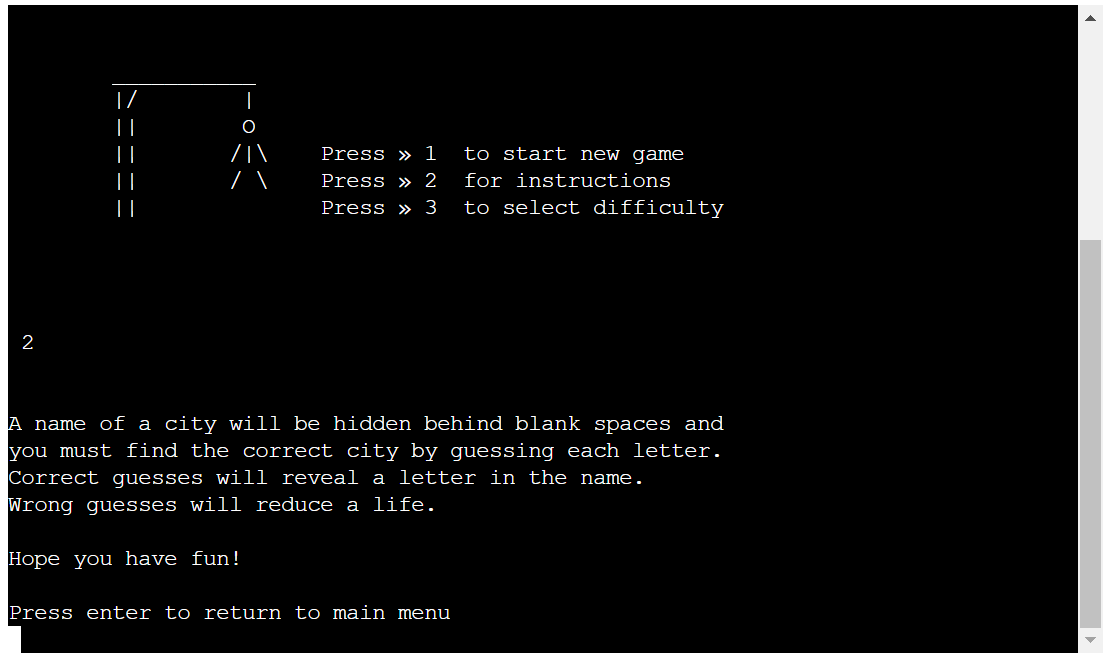 Press » 1  to start new game
Press » 2  for instructions
Press » 3  to select difficulty
2
A name of a city will be hidden behind blank spaces and
you must find the correct city by guessing each letter.
Correct guesses will reveal a letter in the name.
Wrong guesses will reduce a life.
Hope you have fun!
Press enter to return to main menu